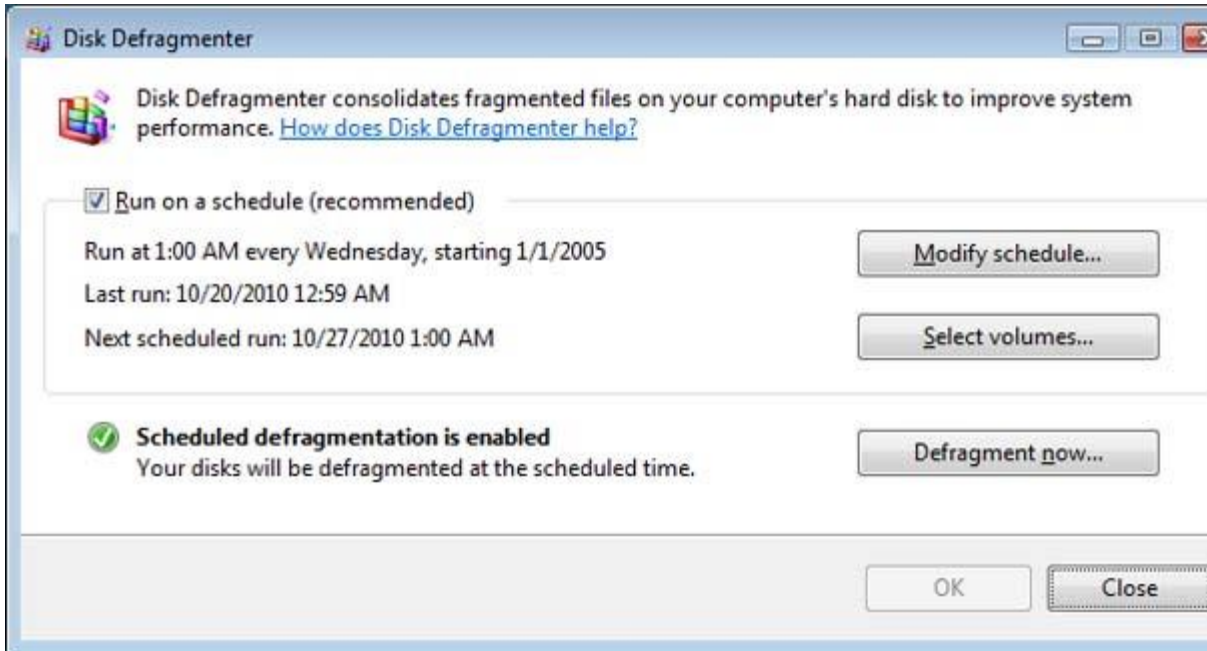 Disk Defragmenter
Disk Defragmenter consolidates fragmented files on your computer's hard disk to improve system
performance. How does Disk Defragmenter help?
Run on a schedule (recommended)
Run at 1:00 AM every Wednesday, starting 1/1/2005
Modify schedule...
Last run: 10/20/2010 12:59 AM
Next scheduled run: 10/27/2010 1:00 AM
Select volumes...
Scheduled defragmentation is enabled
Your disks will be defragmented at the scheduled time.
Defragment now...
OK
Close